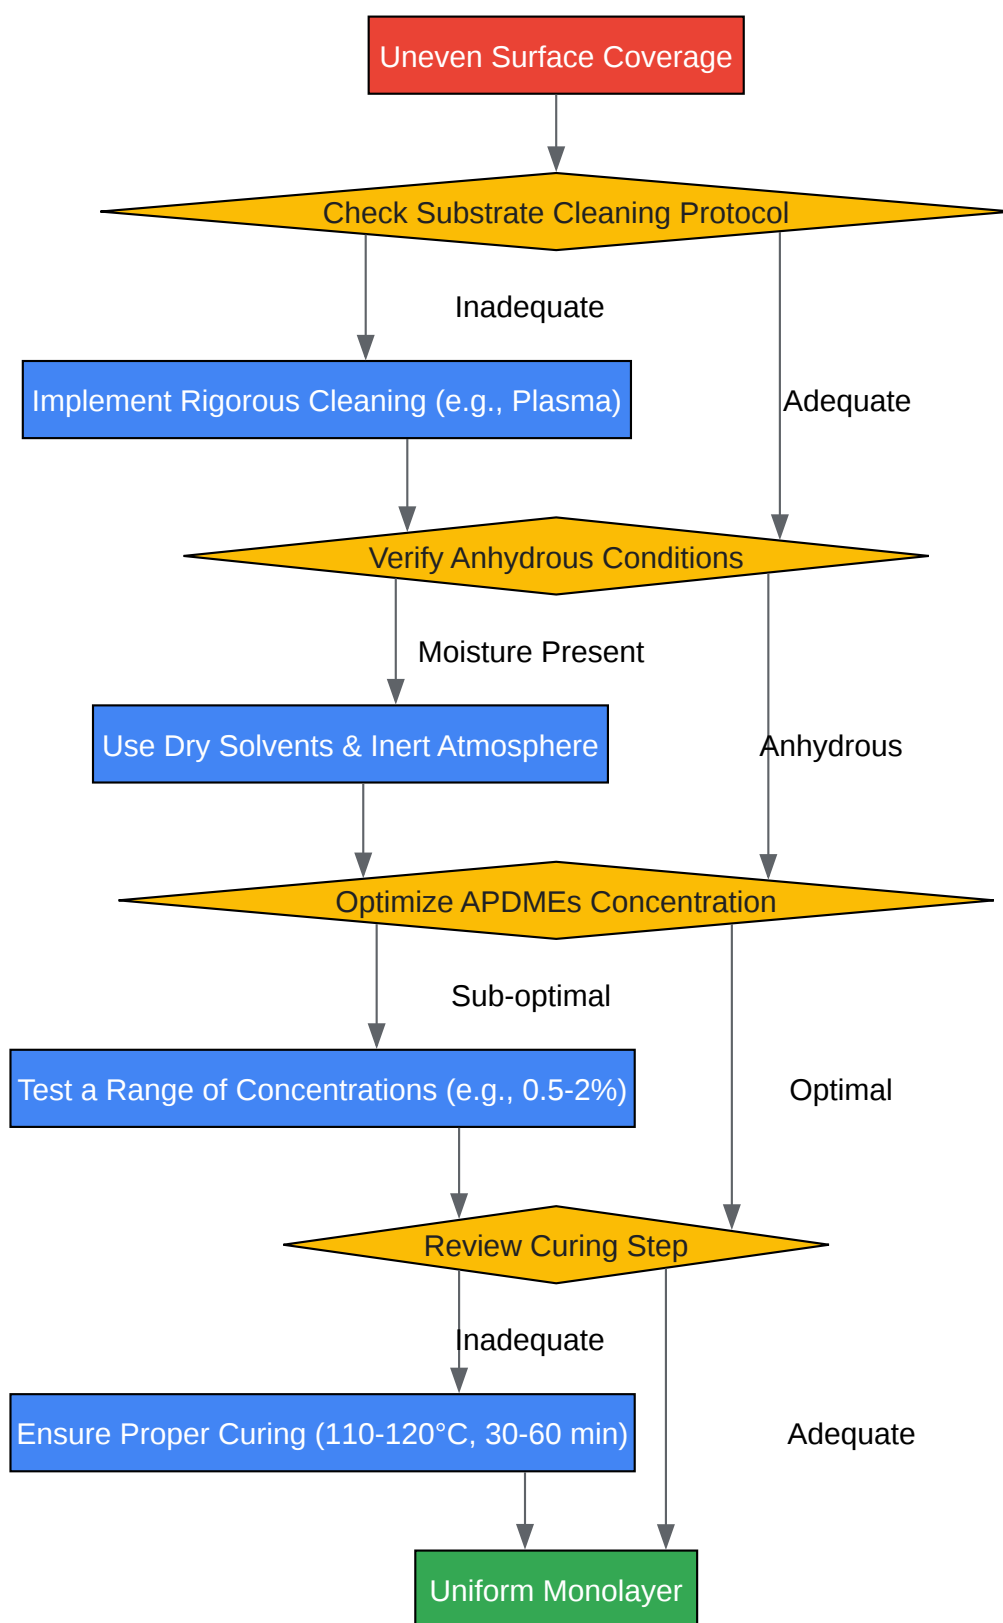 Uneven Surface Coverage
Check Substrate Cleaning Protocol
Inadequate
Implement Rigorous Cleaning (e.g., Plasma)
Adequate
Verify Anhydrous Conditions
Moisture Present
Use Dry Solvents & Inert Atmosphere
Anhydrous
Optimize APDMEs Concentration
Sub-optimal
Test a Range of Concentrations (e.g., 0.5-2%)
Optimal
Review Curing Step
Inadequate
Ensure Proper Curing (110-120°C, 30-60 min)
Adequate
Uniform Monolayer